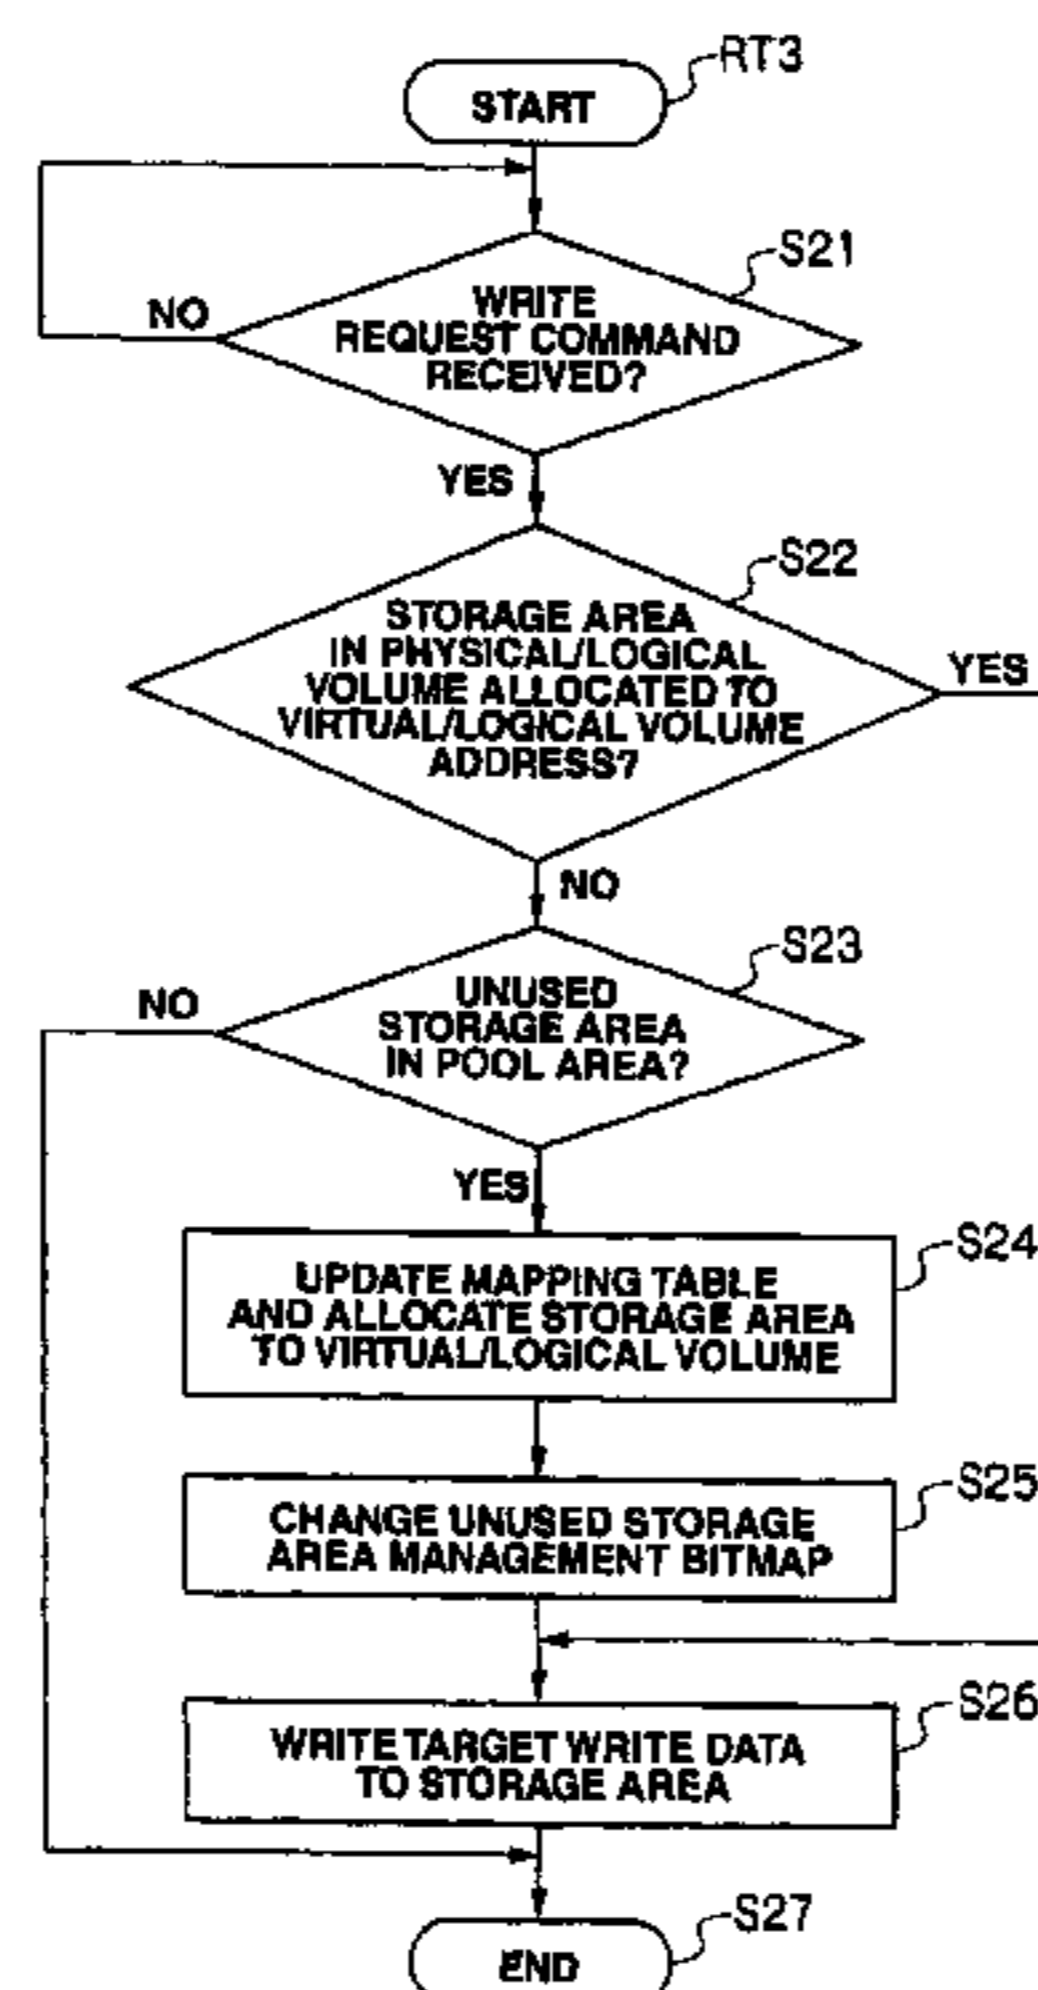 RT3
START
S21
WRITE
REQUEST COMMAND
RECEIVED?
NO
YES
S22
STORAGE AREA
IN PHYSICAL/LOGICAL
VOLUME ALLOCATED TO
VIRTUAL/LOGICAL VOLUME
ADDRESS?
YES
NO
S23
UNUSED
STORAGE AREA
IN POOL AREA?
NO
YES
S24
UPDATE MAPPING TABLE
AND ALLOCATE STORAGE AREA
TO VIRTUAL/LOGICAL VOLUME
S25
CHANGE UNUSED STORAGE
AREA MANAGEMENT BITMAP
S26
WRITE TARGET WRITE DATA
TO STORAGE AREA
S27
END